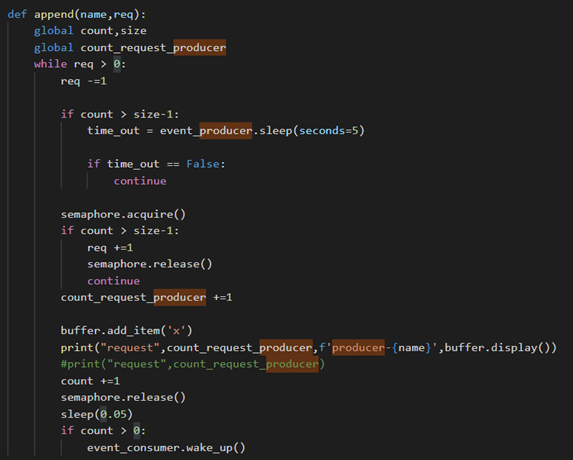 def append(name,req):
    global count,size
    global count_request_producer
    while req > 0:
        req -=1

        if count > size-1:
            time_out = event_producer.sleep(seconds=5)

            if time_out == False:
                continue

        semaphore.acquire()
        if count > size-1:
            req +=1
            semaphore.release()
            continue
        count_request_producer +=1

        buffer.add_item('x')
        print("request",count_request_producer,f'producer-{name}',buffer.display())
        #print("request",count_request_producer)
        count +=1
        semaphore.release()
        sleep(0.05)
        if count > 0:
            event_consumer.wake_up()